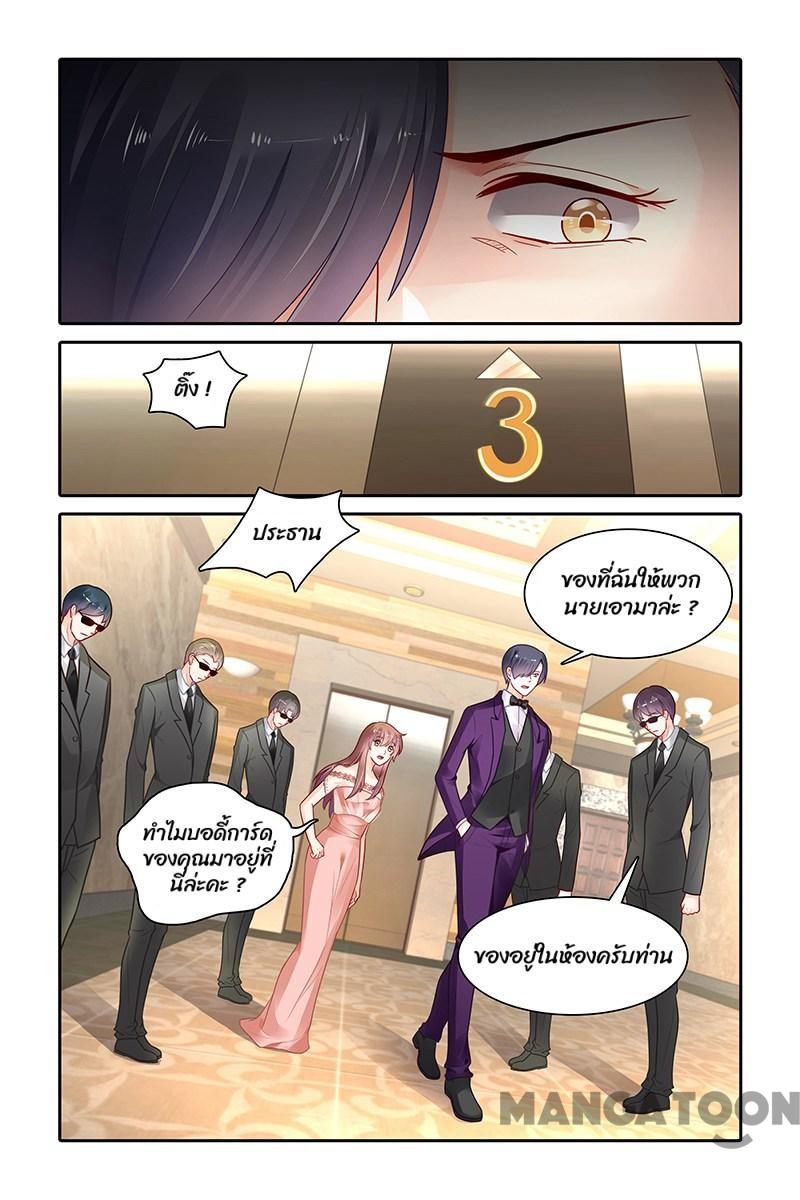 ติ๊ง !
3
ประธาน
ของที่ฉันให้พวก
นายเอามาล่ะ ?
ทำไมบอดี้การ์ด
ของคุณมาอยู่ที่
นี่ล่ะคะ ?
ของอยู่ในห้องครับท่าน
MANGATOON